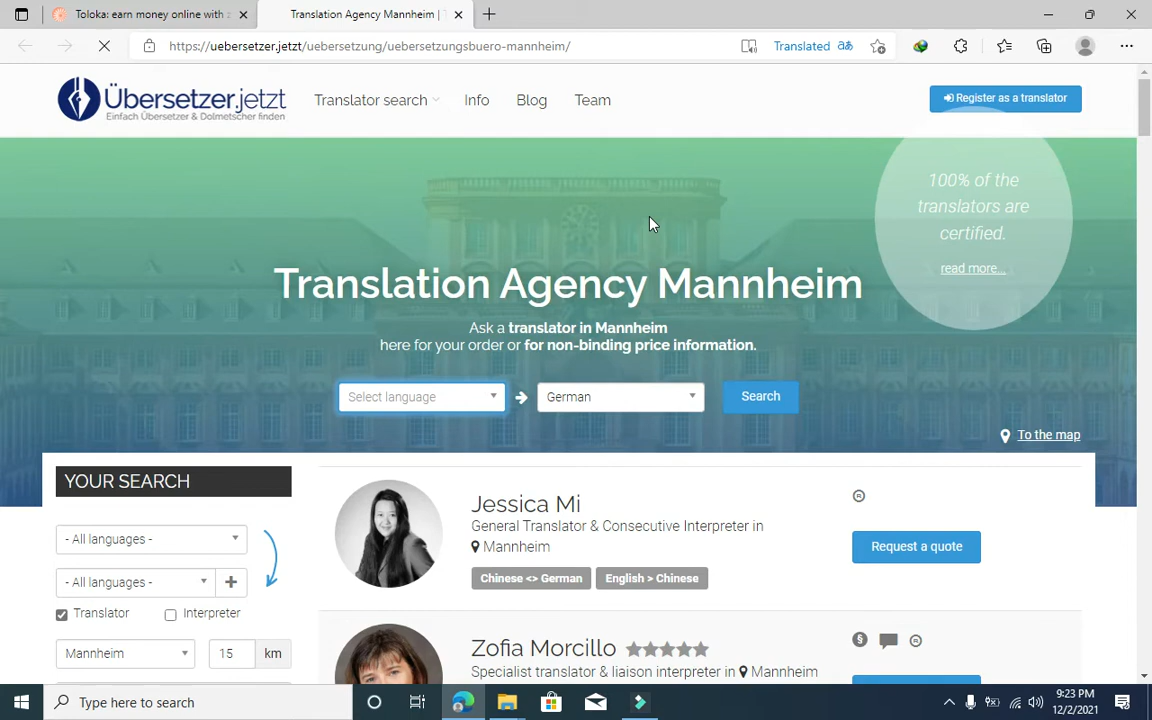 Toloka: earn money online with
Translation Agency Mannheim |
https://uebersetzer.jetzt/uebersetzung/uebersetzungsbuero-mannheim/
Translated
Übersetzer.jetzt
Einfach Übersetzer & Dolmetscher finden
Translator search
Info
Blog
Team
Register as a translator
100% of the
translators are
certified.
read more...
Translation Agency Mannheim
Ask a translator in Mannheim
here for your order or for non-binding price information.
Select language
German
Search
To the map
YOUR SEARCH
- All languages -
- All languages -
Translator
Interpreter
Mannheim
15
km
Jessica Mi
General Translator & Consecutive Interpreter in
Mannheim
Chinese <> German
English > Chinese
Request a quote
Zofia Morcillo
Specialist translator & liaison interpreter in Mannheim
Type here to search
9:23 PM
12/2/2021